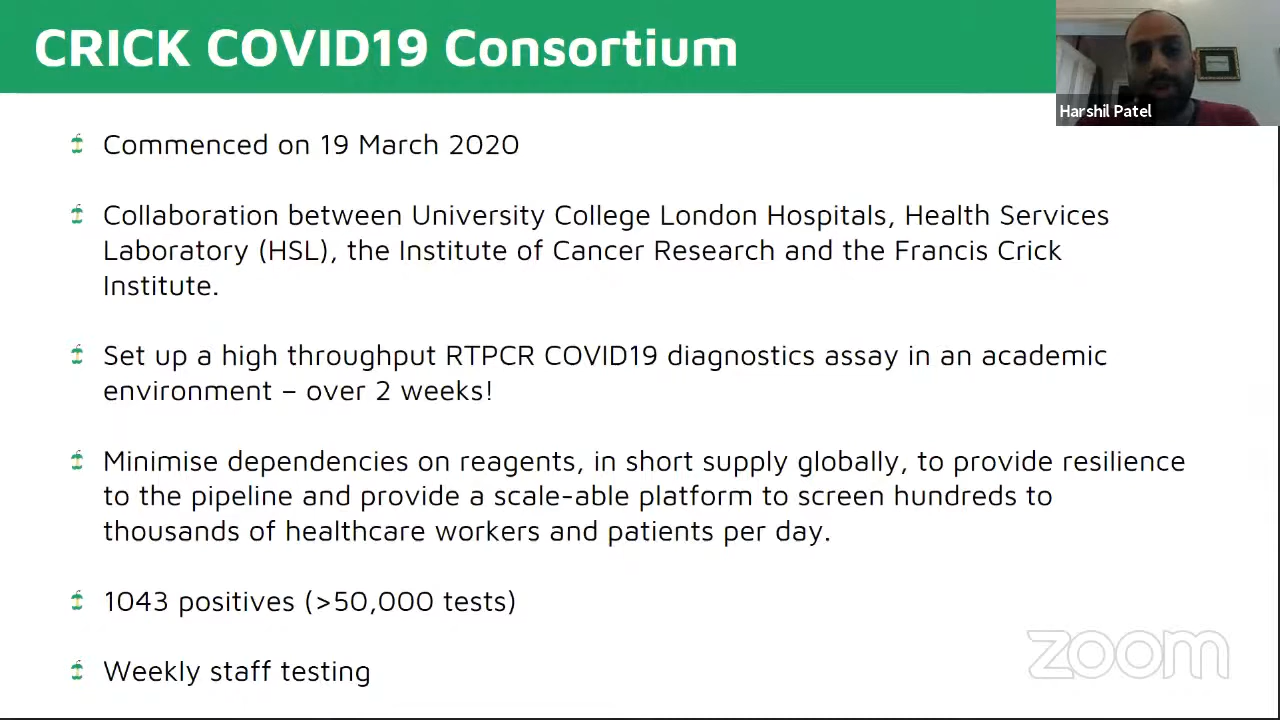 CRICK COVID19 Consortium
Harshil Patel
Commenced on 19 March 2020
Collaboration between University College London Hospitals, Health Services
Laboratory (HSL), the Institute of Cancer Research and the Francis Crick
Institute.
Set up a high throughput RTPCR COVID19 diagnostics assay in an academic
environment – over 2 weeks!
Minimise dependencies on reagents, in short supply globally, to provide resilience
to the pipeline and provide a scale-able platform to screen hundreds to
thousands of healthcare workers and patients per day.
1043 positives (>50,000 tests)
Weekly staff testing
zoom